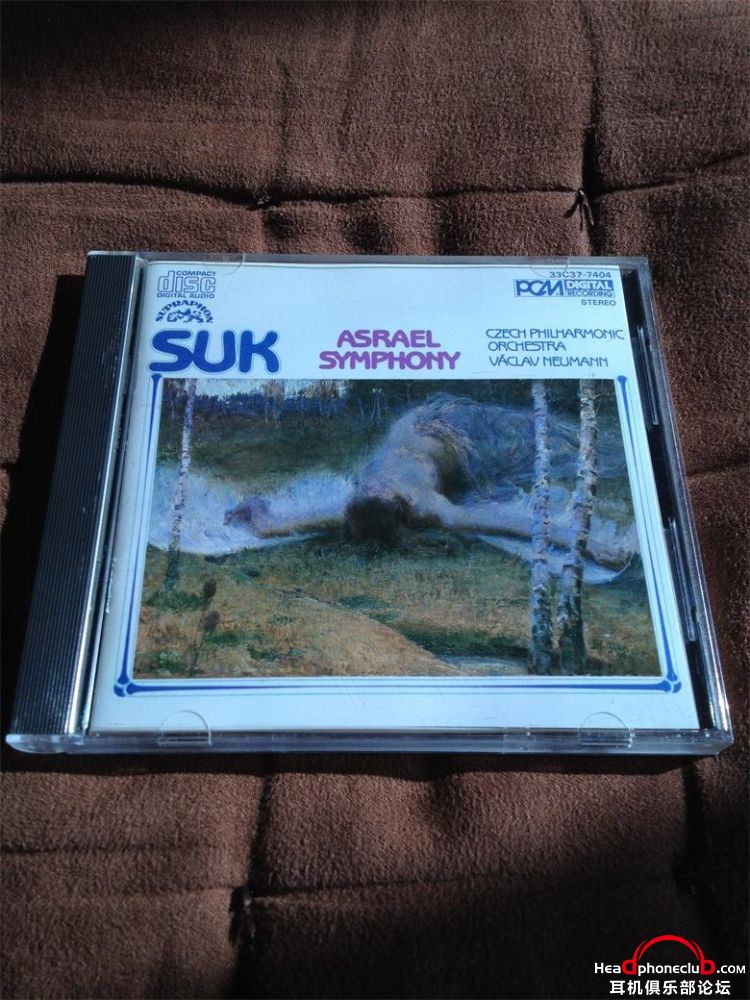 COMPACT
disc
DIGITAL AUDIO
SUPRAPHON
SUK
ASRAEL
SYMPHONY
33C37-7404
PCM DIGITAL
RECORDING
STEREO
CZECH PHILHARMONIC
ORCHESTRA
VÁCLAV NEUMANN
Headphoneclub.com
耳机俱乐部论坛